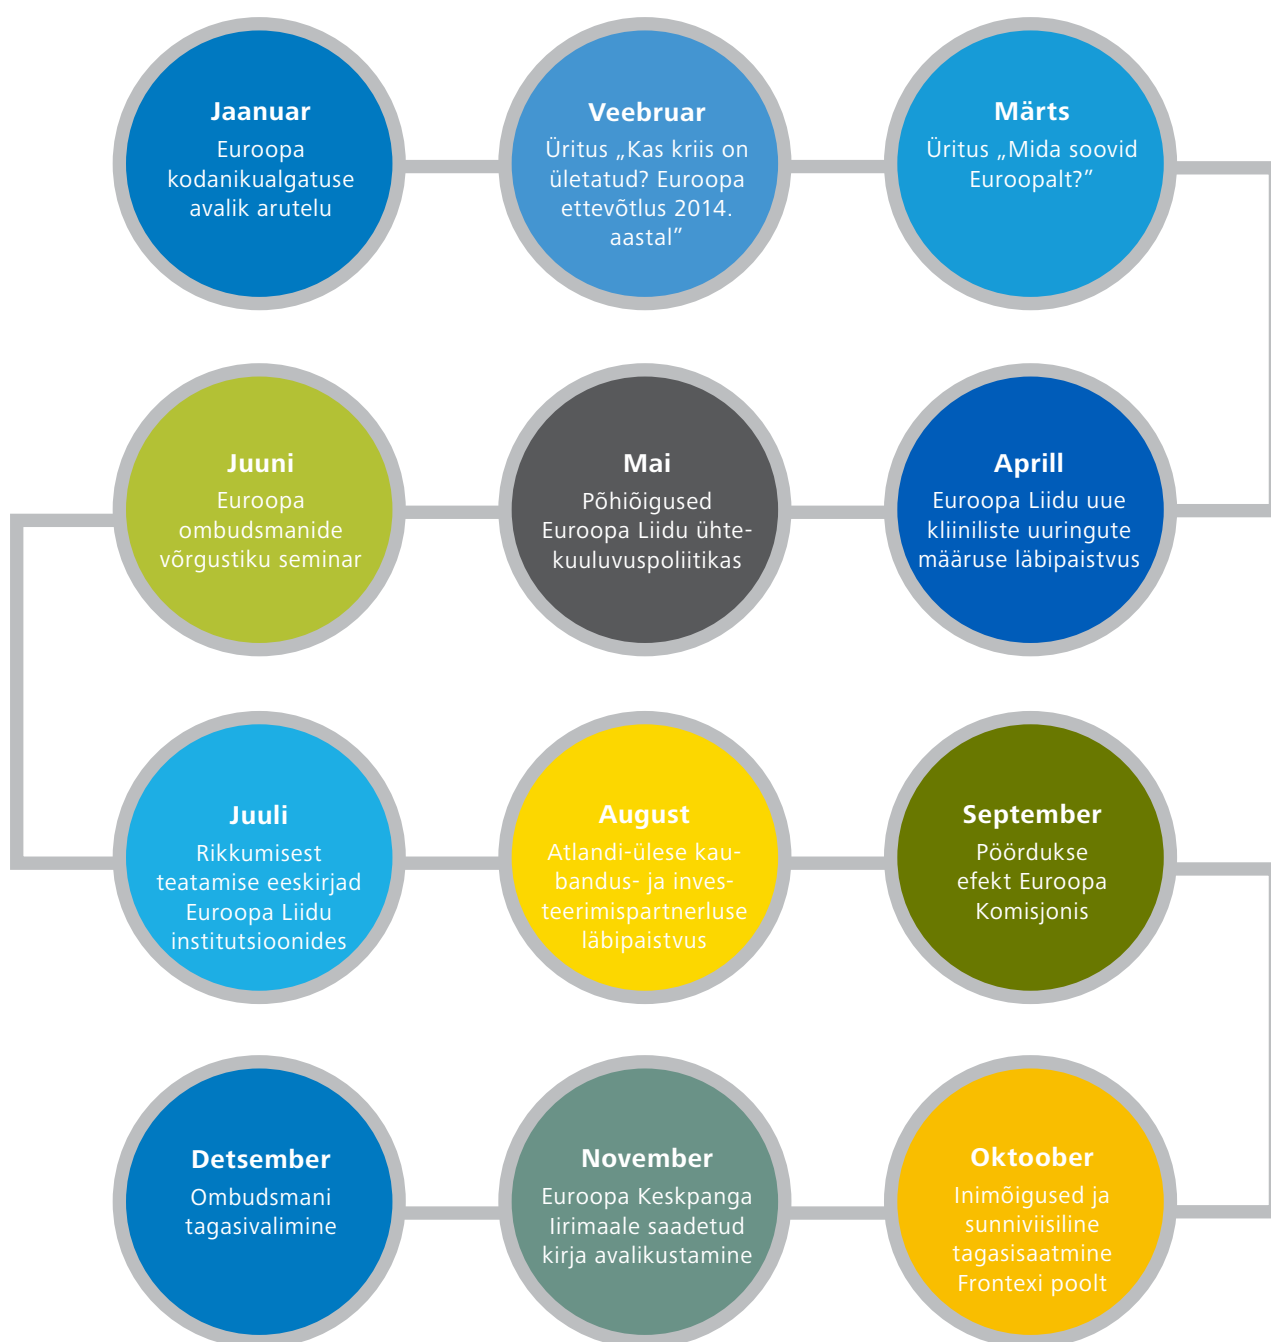 Jaanuar
Euroopa
kodanikualgatuse
avalik arutelu
Veebruar
Üritus „Kas kriis on
ületatud? Euroopa
ettevõtlus 2014.
aastal”
Märts
Üritus „Mida soovid
Euroopalt?”
Aprill
Euroopa Liidu uue
kliiniliste uuringute
määruse läbipaistvus
Mai
Põhiõigused
Euroopa Liidu ühte-
kuuluvuspoliitikas
Juuni
Euroopa
ombudsmanide
võrgustiku seminar
Juuli
Rikkumisest
teatamise eeskirjad
Euroopa Liidu
institutsioonides
August
Atlandi-ülese kau-
bandus- ja inves-
teerimispartnerluse
läbipaistvus
September
Pöördukse
efekt Euroopa
Komisjonis
Oktoober
Inimõigused ja
sunniviisiline
tagasisaatmine
Frontexi poolt
November
Euroopa Keskpanga
Iirimaale saadetud
kirja avalikustamine
Detsember
Ombudsmani
tagasivalimine